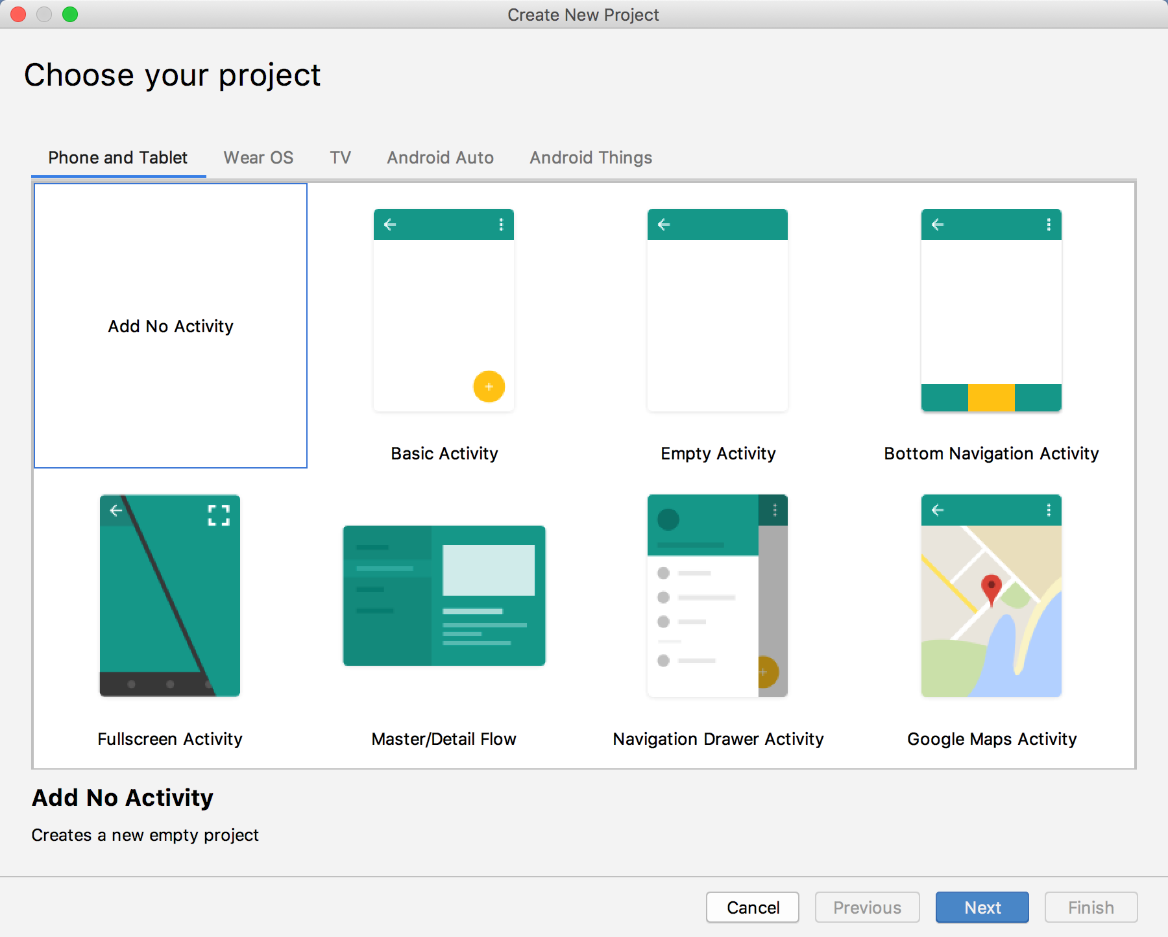 Create New Project
Choose your project
Phone and Tablet Wear OS TV Android Auto Android Things
Add No Activity
Basic Activity Empty Activity Bottom Navigation Activity
Fullscreen Activity Master/Detail Flow Navigation Drawer Activity Google Maps Activity
Add No Activity
Creates a new empty project
Cancel Previous Next Finish